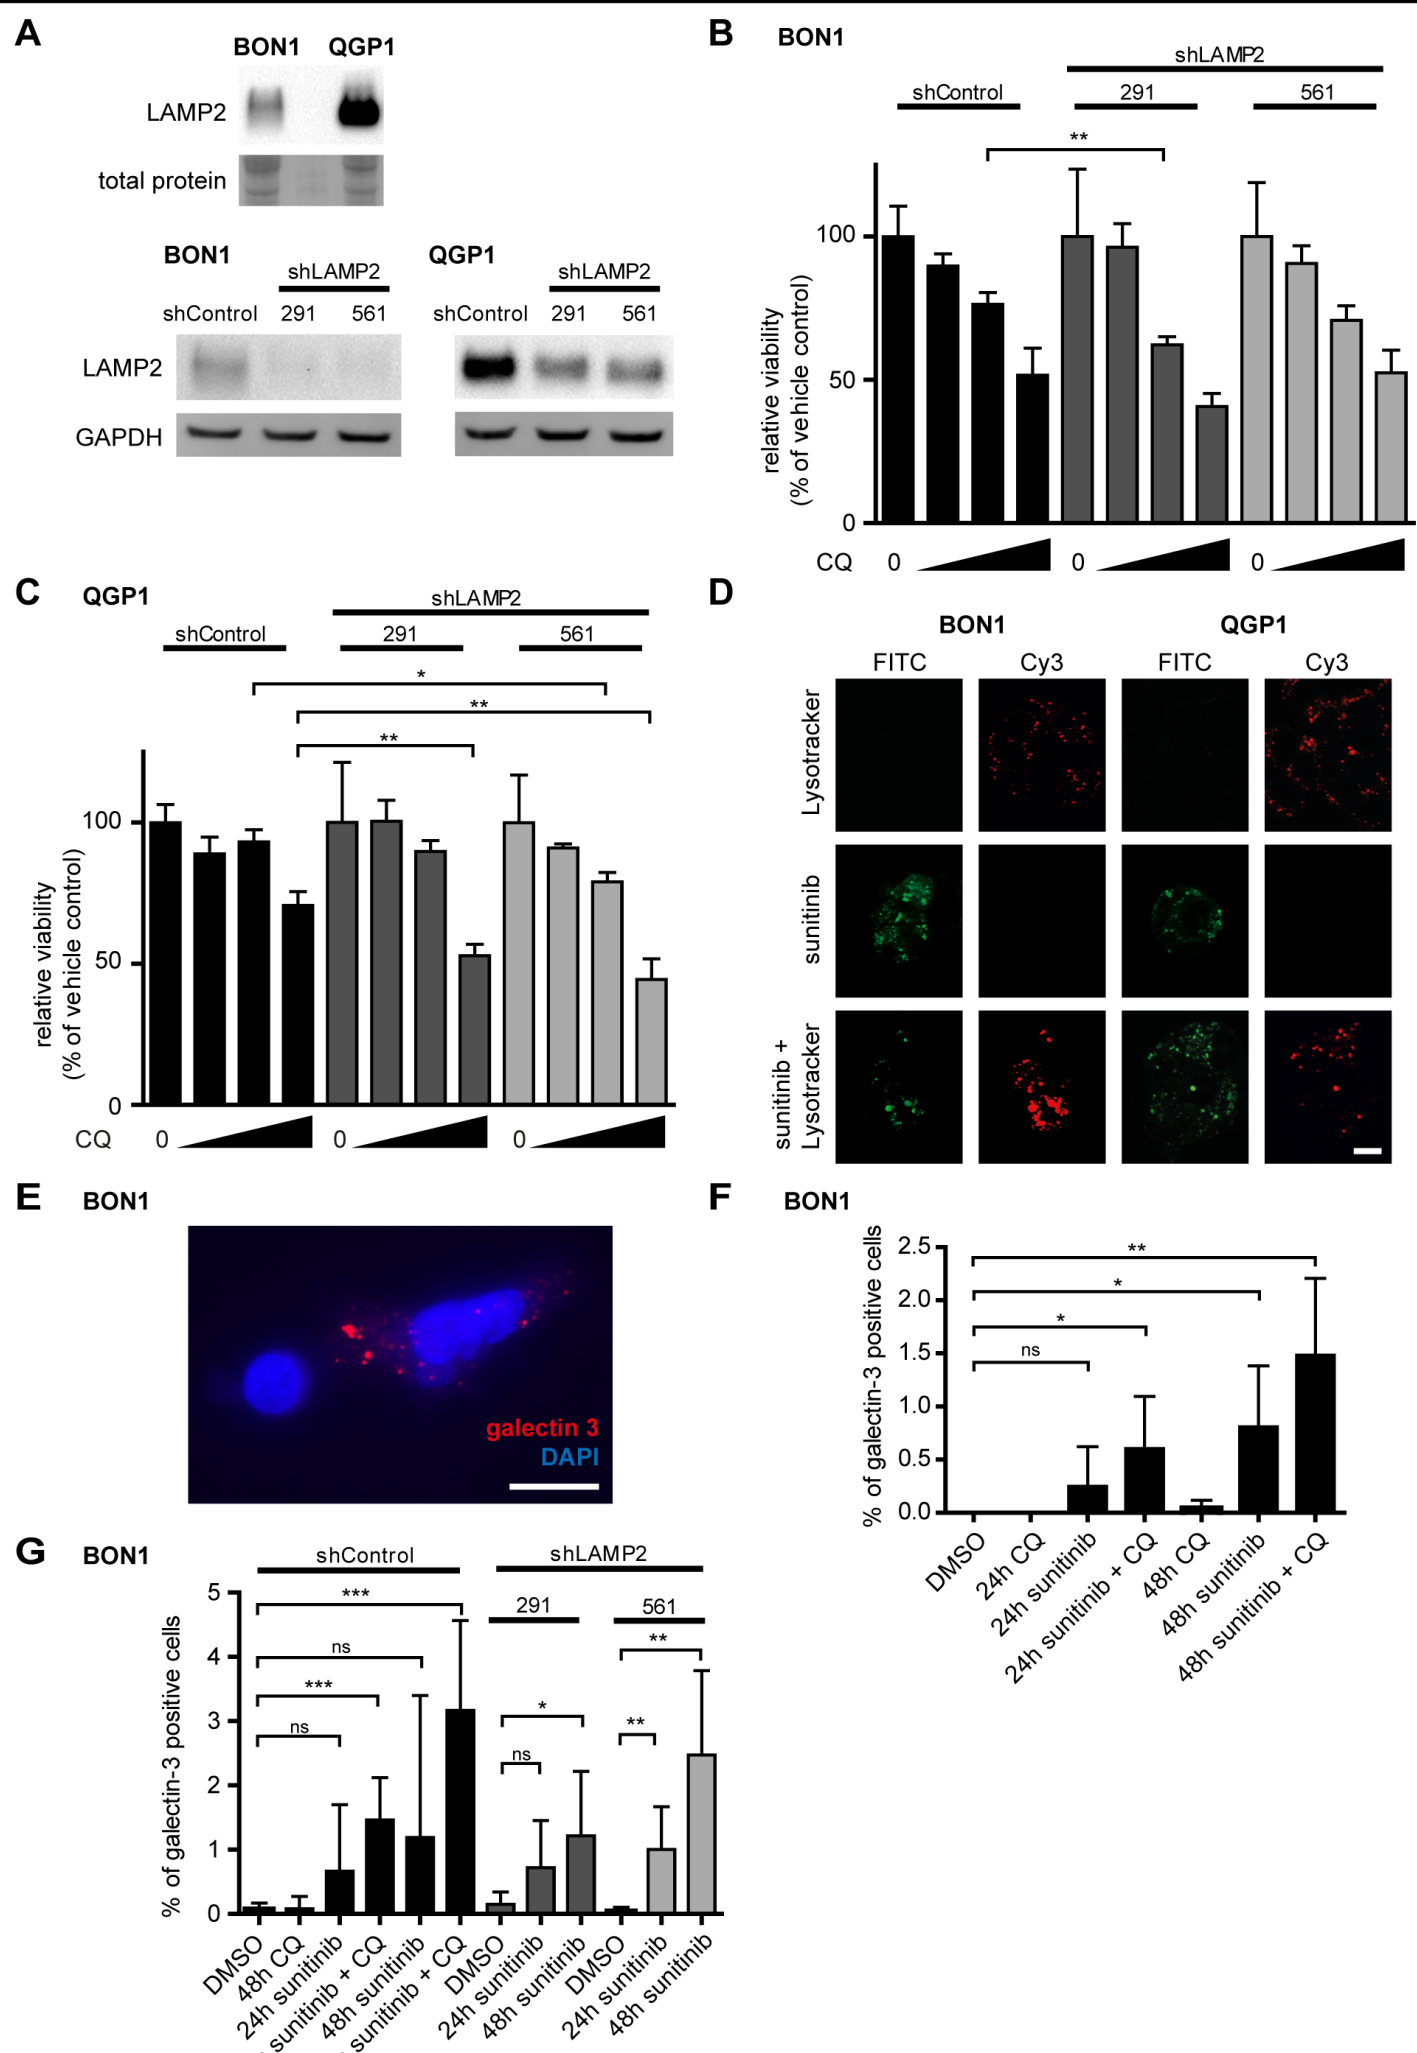 A
BON1 QGP1
LAMP2
total protein
BON1 QGP1
shLAMP2 shLAMP2
shControl 291 561 shControl 291 561
LAMP2
GAPDH
B BON1
shLAMP2
shControl 291 561
**
relative viability
(% of vehicle control)
100
50
0
CQ 0 0 0
C QGP1
shLAMP2
shControl 291 561
*
**
**
relative viability
(% of vehicle control)
100
50
0
CQ 0 0 0
D
BON1 QGP1
FITC Cy3 FITC Cy3
Lysotracker
sunitinib
sunitinib +
Lysotracker
E BON1
galectin 3
DAPI
F BON1
% of galectin-3 positive cells
2.5
2.0
1.5
1.0
0.5
0.0
**
*
*
ns
DMSO
24h CQ
24h sunitinib
24h sunitinib + CQ
48h CQ
48h sunitinib
48h sunitinib + CQ
G BON1
shControl shLAMP2
291 561
% of galectin-3 positive cells
5
4
3
2
1
0
***
ns
***
ns
*
ns
**
**
DMSO
48h CQ
24h sunitinib
sunitinib + CQ
48h sunitinib
sunitinib + CQ
DMSO
24h sunitinib
48h sunitinib
DMSO
24h sunitinib
48h sunitinib